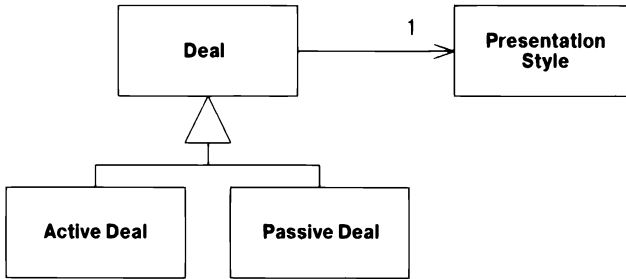 Deal
1
Presentation
Style
Active Deal
Passive Deal